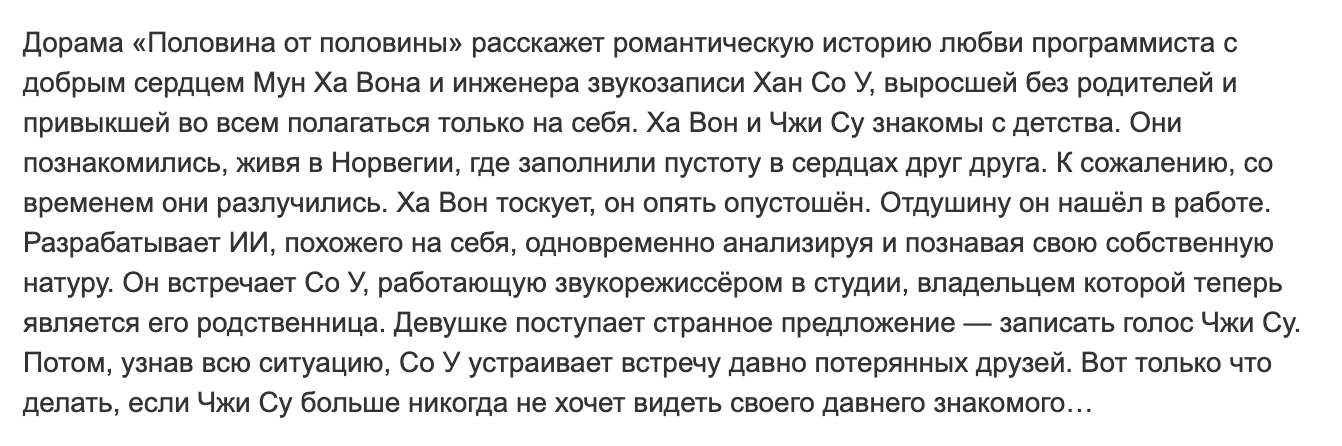 Дорама «Половина от половины» расскажет романтическую историю любви программиста с
добрым сердцем Мун Ха Вона и инженера звукозаписи Хан Со У, выросшей без родителей и
привыкшей во всем полагаться только на себя. Ха Вон и Чжи Су знакомы с детства. Они
познакомились, живя в Норвегии, где заполнили пустоту в сердцах друг друга. К сожалению, со
временем они разлучились. Ха Вон тоскует, он опять опустошён. Отдушину он нашёл в работе.
Разрабатывает ИИ, похожего на себя, одновременно анализируя и познавая свою собственную
натуру. Он встречает Со У, работающую звукорежиссёром в студии, владельцем которой теперь
является его родственница. Девушке поступает странное предложение — записать голос Чжи Су.
Потом, узнав всю ситуацию, Со У устраивает встречу давно потерянных друзей. Вот только что
делать, если Чжи Су больше никогда не хочет видеть своего давнего знакомого…